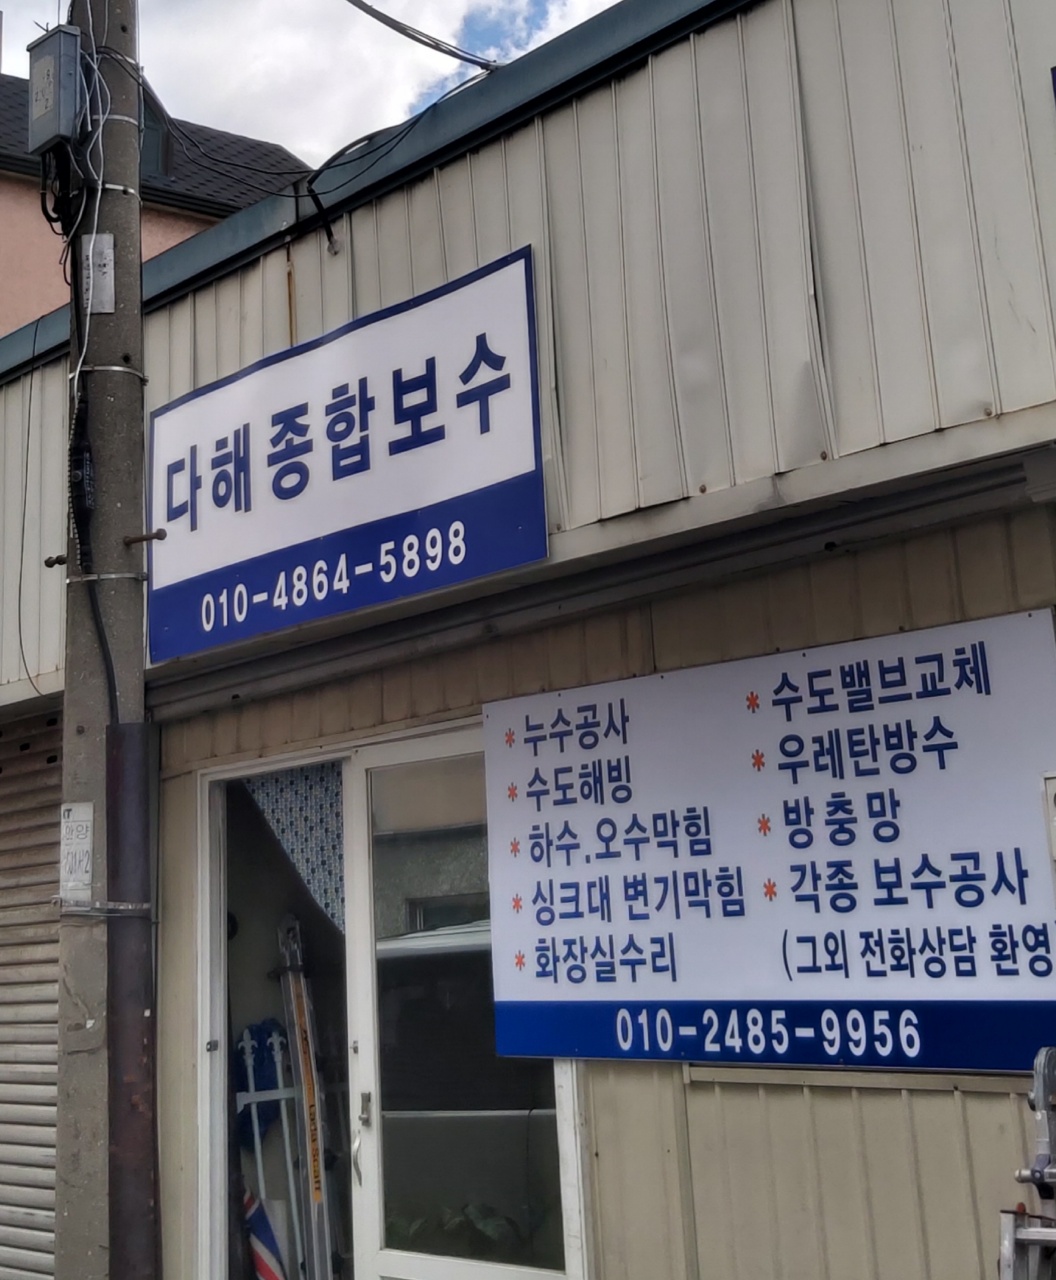 다해종합보수
010-4864-5898
* 누수공사
* 수도해빙
* 하수.오수막힘
* 싱크대 변기막힘
* 화장실수리
* 수도밸브교체
* 우레탄방수
* 방충망
* 각종 보수공사
(그외 전화상담 환영
010-2485-9956
안양